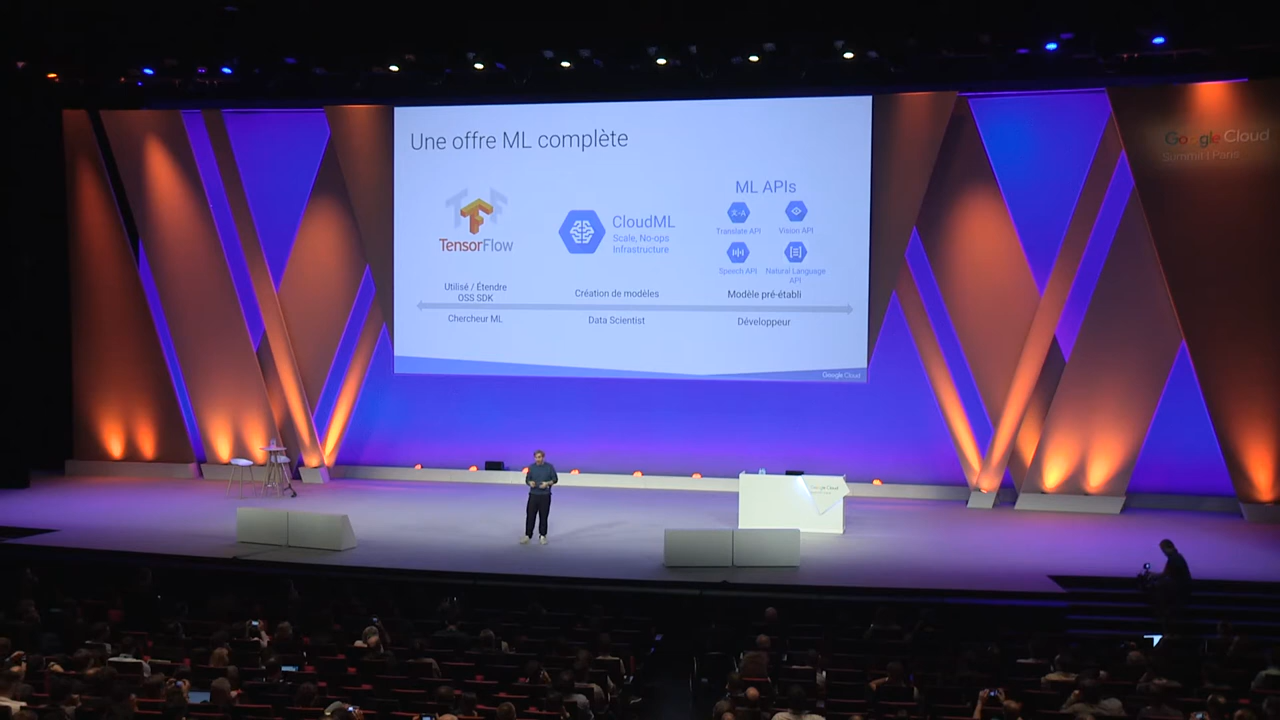 Une offre ML complète
TensorFlow
Utilisé / Étendre
OSS SDK
Chercheur ML
CloudML
Scale, No-ops
Infrastructure
Création de modèles
Data Scientist
ML APIs
Translate API
Vision API
Speech API
Natural Language
API
Modèle pré-établi
Développeur
Google Cloud
Google Cloud
Summit | Paris
Google Cloud